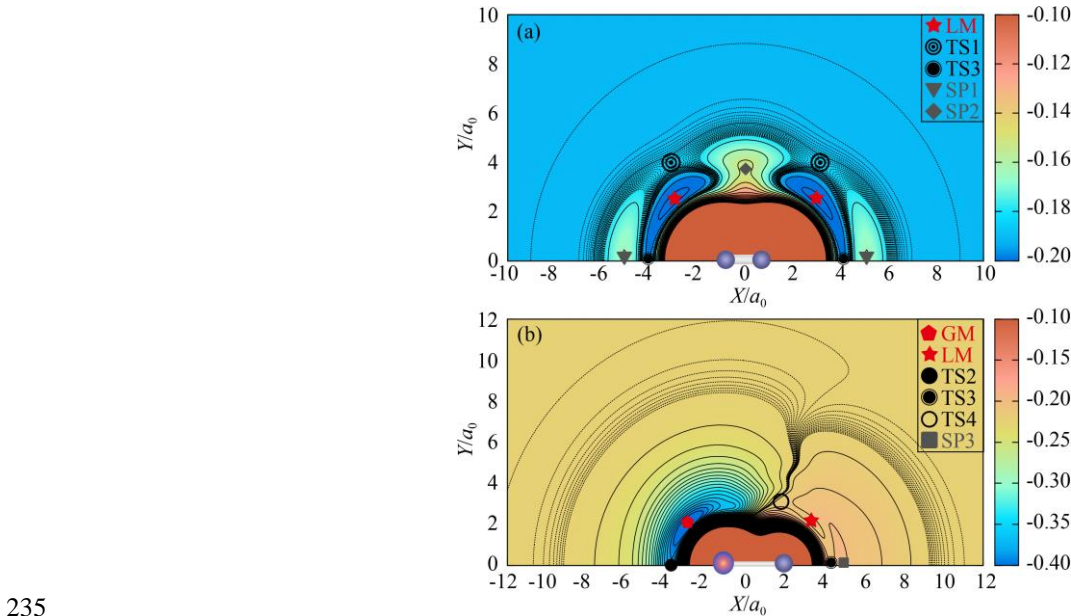 (a)
LM
TS1
TS3
SP1
SP2
10
8
6
4
2
0
Y/a0
-10 -8 -6 -4 -2 0 2 4 6 8 10
X/a0
-0.10
-0.12
-0.14
-0.16
-0.18
-0.20
(b)
GM
LM
TS2
TS3
TS4
SP3
12
10
8
6
4
2
0
Y/a0
-12 -10 -8 -6 -4 -2 0 2 4 6 8 10 12
X/a0
-0.10
-0.15
-0.20
-0.25
-0.30
-0.35
-0.40
235